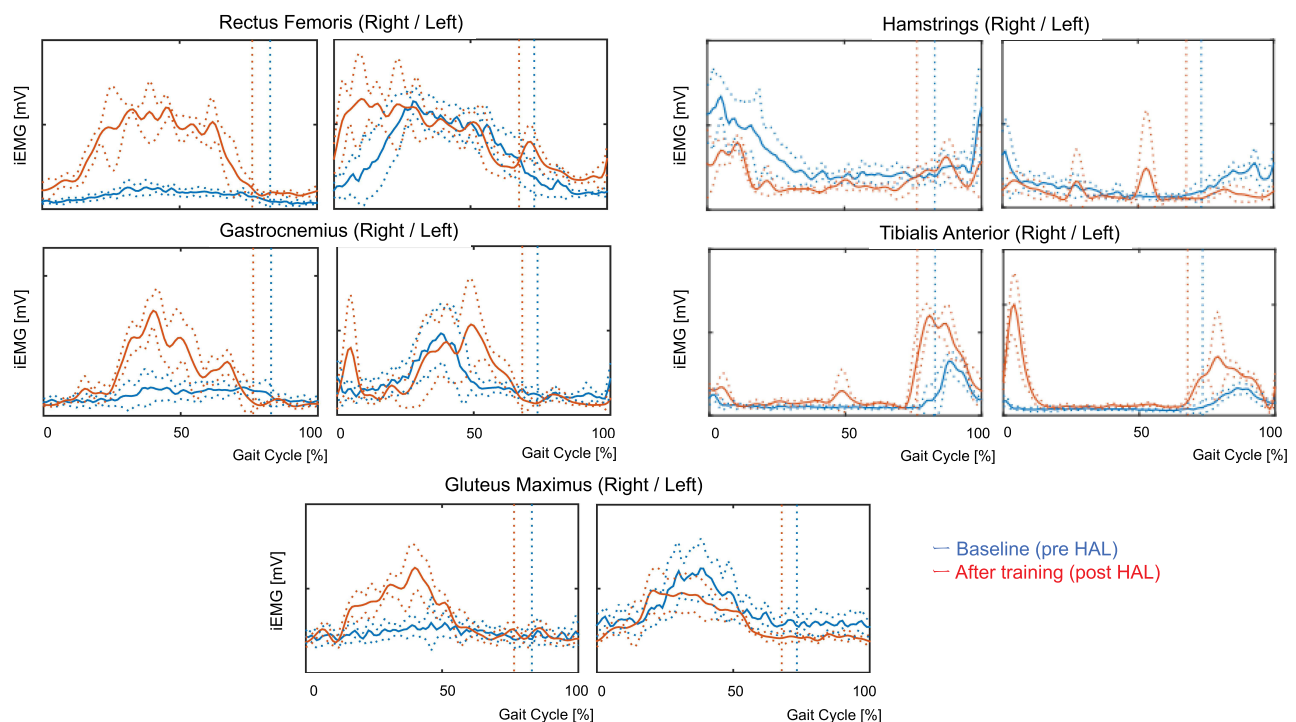 Rectus Femoris (Right / Left)
Hamstrings (Right / Left)
iEMG [mV]
iEMG [mV]
Gastrocnemius (Right / Left)
Tibialis Anterior (Right / Left)
iEMG [mV]
iEMG [mV]
0 50 100 0 50 100
0 50 100 0 50 100
Gait Cycle [%] Gait Cycle [%]
Gait Cycle [%] Gait Cycle [%]
Gluteus Maximus (Right / Left)
iEMG [mV]
Baseline (pre HAL)
After training (post HAL)
0 50 100 0 50 100
Gait Cycle [%] Gait Cycle [%]